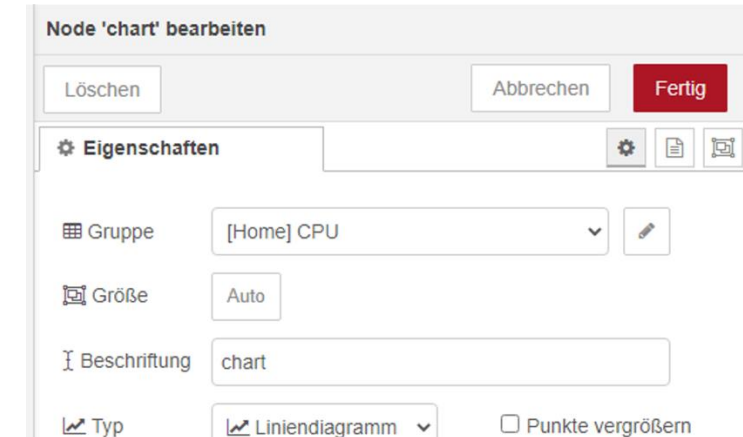 Node 'chart' bearbeiten
Löschen Abbrechen Fertig
Eigenschaften
Gruppe [Home] CPU
Größe Auto
Beschriftung chart
Typ Liniendiagramm Punkte vergrößern